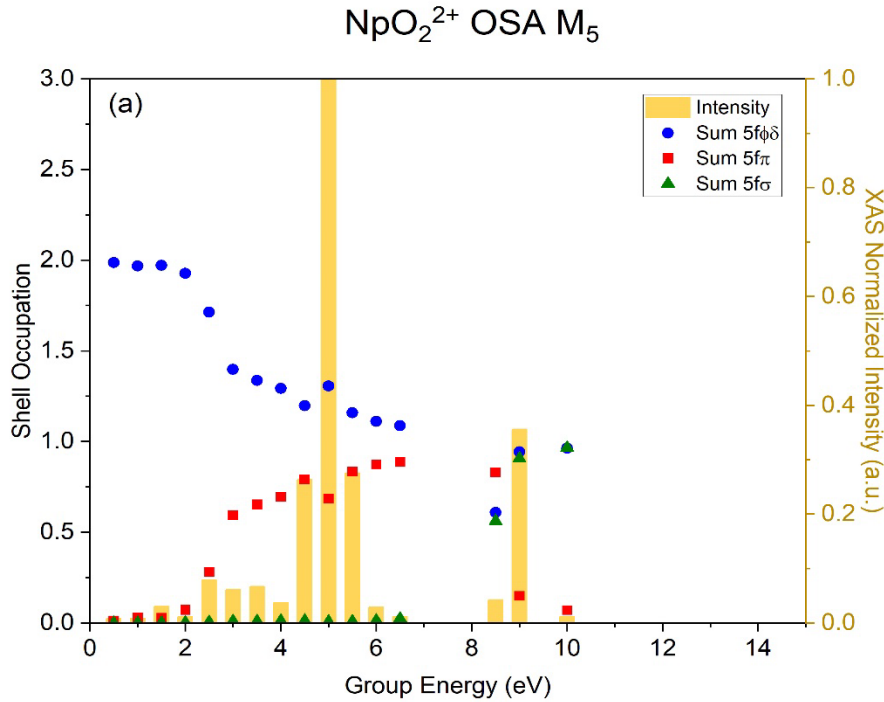 NpO₂²⁺ OSA M₅
(a)
Intensity
Sum 5fϕδ
Sum 5fπ
Sum 5fσ
3.0
2.5
2.0
1.5
1.0
0.5
0.0
Shell Occupation
1.0
0.8
0.6
0.4
0.2
0.0
XAS Normalized Intensity (a.u.)
0 2 4 6 8 10 12 14
Group Energy (eV)